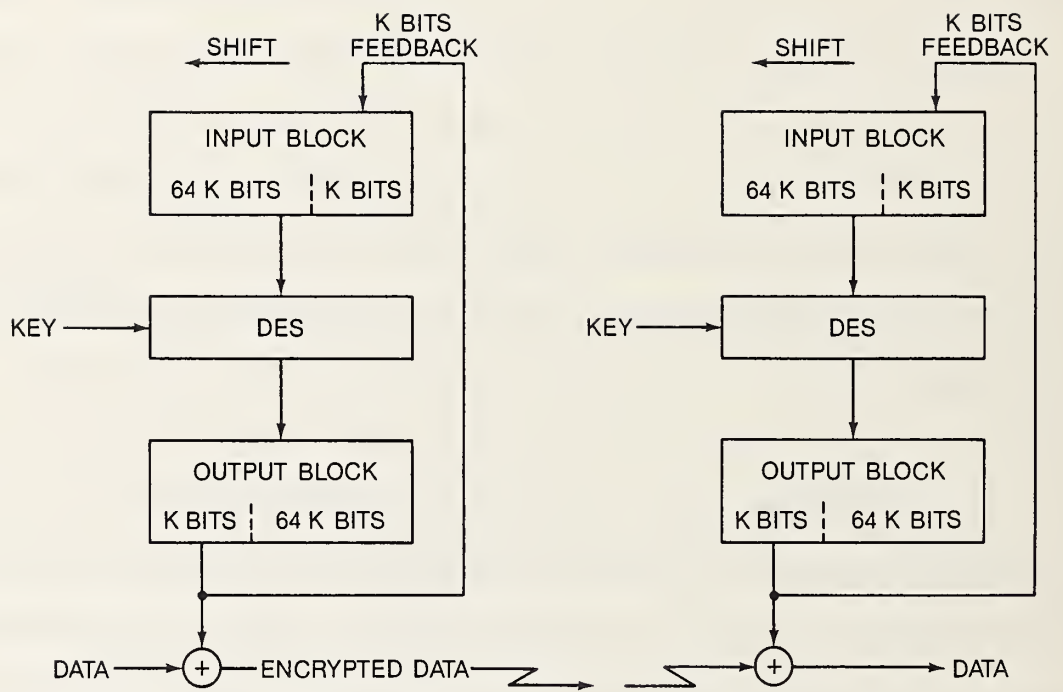 K BITS
FEEDBACK
SHIFT
INPUT BLOCK
64 K BITS K BITS
KEY
DES
OUTPUT BLOCK
K BITS 64 K BITS
DATA + ENCRYPTED DATA
K BITS
FEEDBACK
SHIFT
INPUT BLOCK
64 K BITS K BITS
KEY
DES
OUTPUT BLOCK
K BITS 64 K BITS
+ DATA